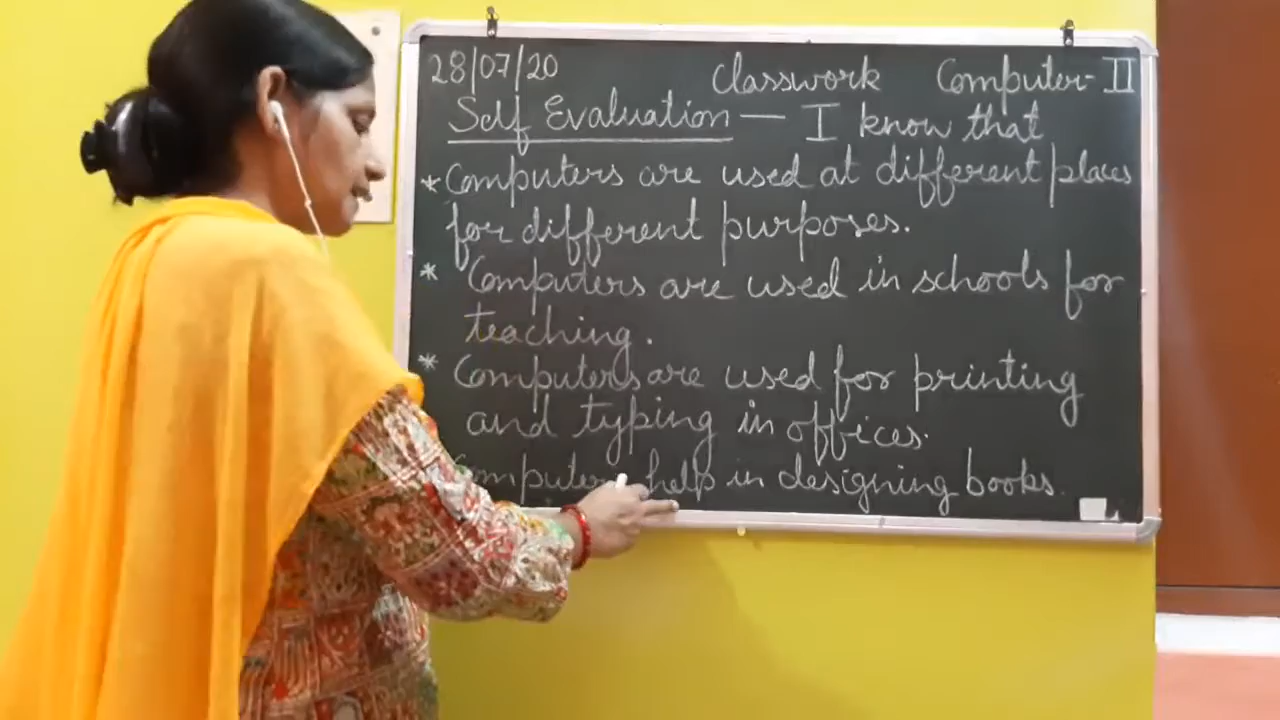 28/07/20 Classwork Computer-II
Self Evaluation — I know that
* Computers are used at different places
for different purposes.
* Computers are used in schools for
teaching.
* Computers are used for printing
and typing in offices.
Computers help in designing books.